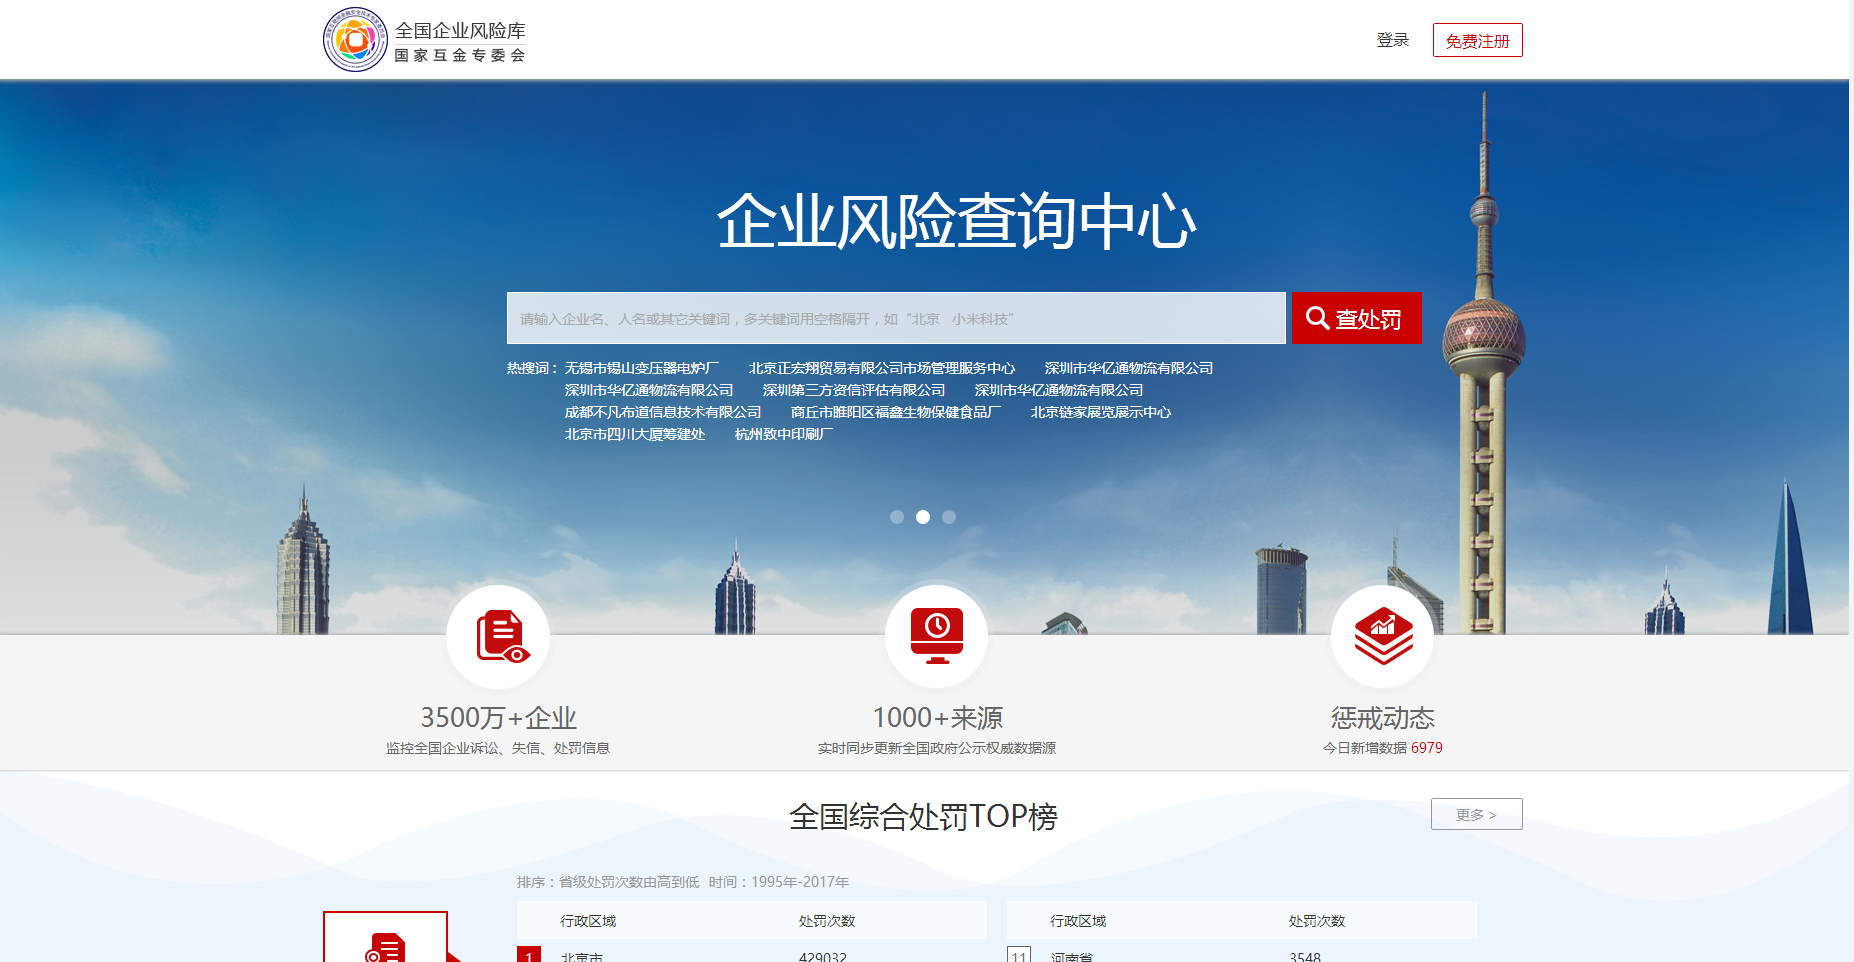 全国企业风险库
国家互金专委会
登录
免费注册
企业风险查询中心
请输入企业名、人名或其它关键词，多关键词用空格隔开，如“北京 小米科技”
查处罚
热搜词： 无锡市锡山变压器电炉厂 北京正宏翔贸易有限公司市场管理服务中心 深圳市华亿通物流有限公司
深圳市华亿通物流有限公司 深圳第三方资信评估有限公司 深圳市华亿通物流有限公司
成都不凡布道信息技术有限公司 商丘市睢阳区福鑫生物保健食品厂 北京链家展览展示中心
北京市四川大厦筹建处 杭州致中印刷厂
3500万+企业
监控全国企业诉讼、失信、处罚信息
1000+来源
实时同步更新全国政府公示权威数据源
惩戒动态
今日新增数据 6979
全国综合处罚TOP榜
更多 >
排序：省级处罚次数由高到低 时间：1995年-2017年
行政区域 处罚次数 行政区域 处罚次数
1 北京市 429032 11 河南省 3548